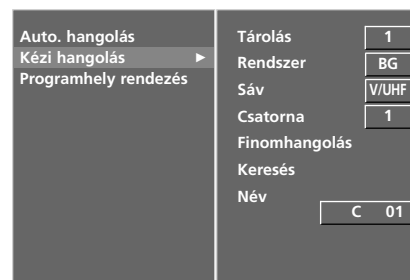 Auto. hangolás
Kézi hangolás ►
Programhely rendezés
Tárolás 1
Rendszer BG
Sáv V/UHF
Csatorna 1
Finomhangolás
Keresés
Név
C 01